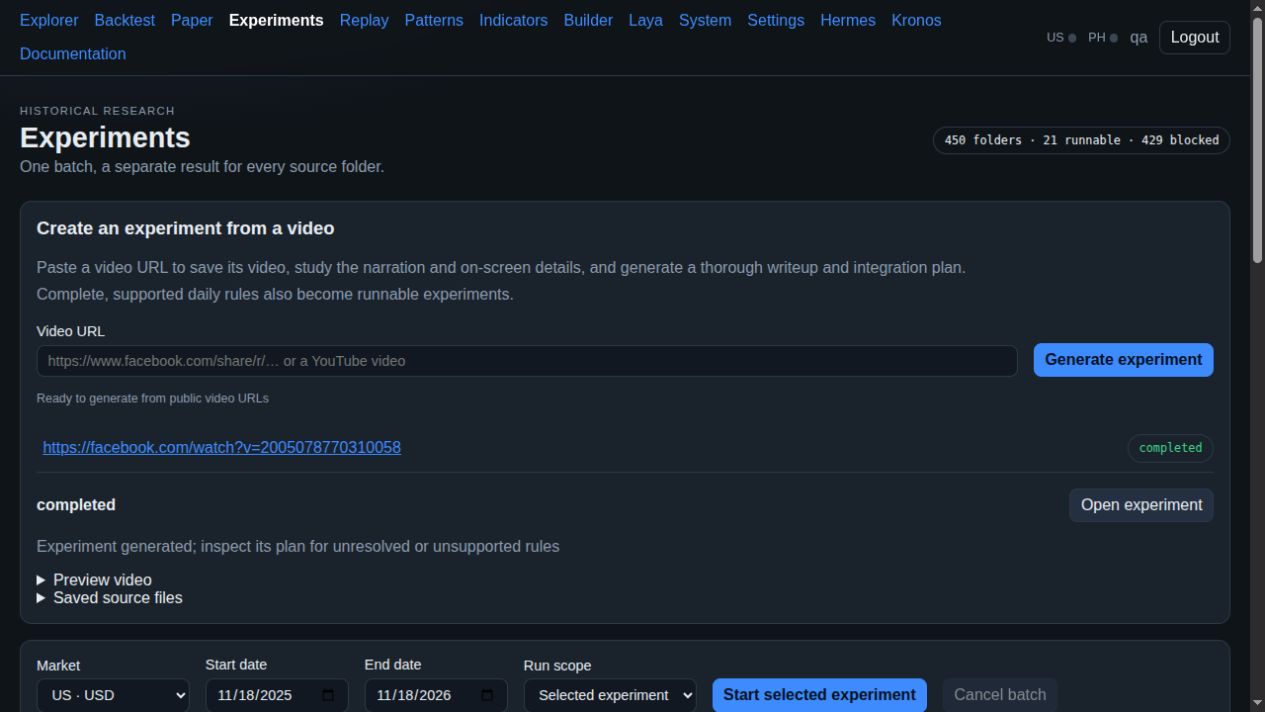 Explorer Backtest Paper Experiments Replay Patterns Indicators Builder Laya System Settings Hermes Kronos
Documentation
US PH qa Logout
HISTORICAL RESEARCH
Experiments
450 folders · 21 runnable · 429 blocked
One batch, a separate result for every source folder.
Create an experiment from a video
Paste a video URL to save its video, study the narration and on-screen details, and generate a thorough writeup and integration plan.
Complete, supported daily rules also become runnable experiments.
Video URL
https://www.facebook.com/share/r/… or a YouTube video
Generate experiment
Ready to generate from public video URLs
https://facebook.com/watch?v=2005078770310058
completed
completed
Open experiment
Experiment generated; inspect its plan for unresolved or unsupported rules
Preview video
Saved source files
Market Start date End date Run scope
US · USD 11/18/2025 11/18/2026 Selected experiment Start selected experiment Cancel batch